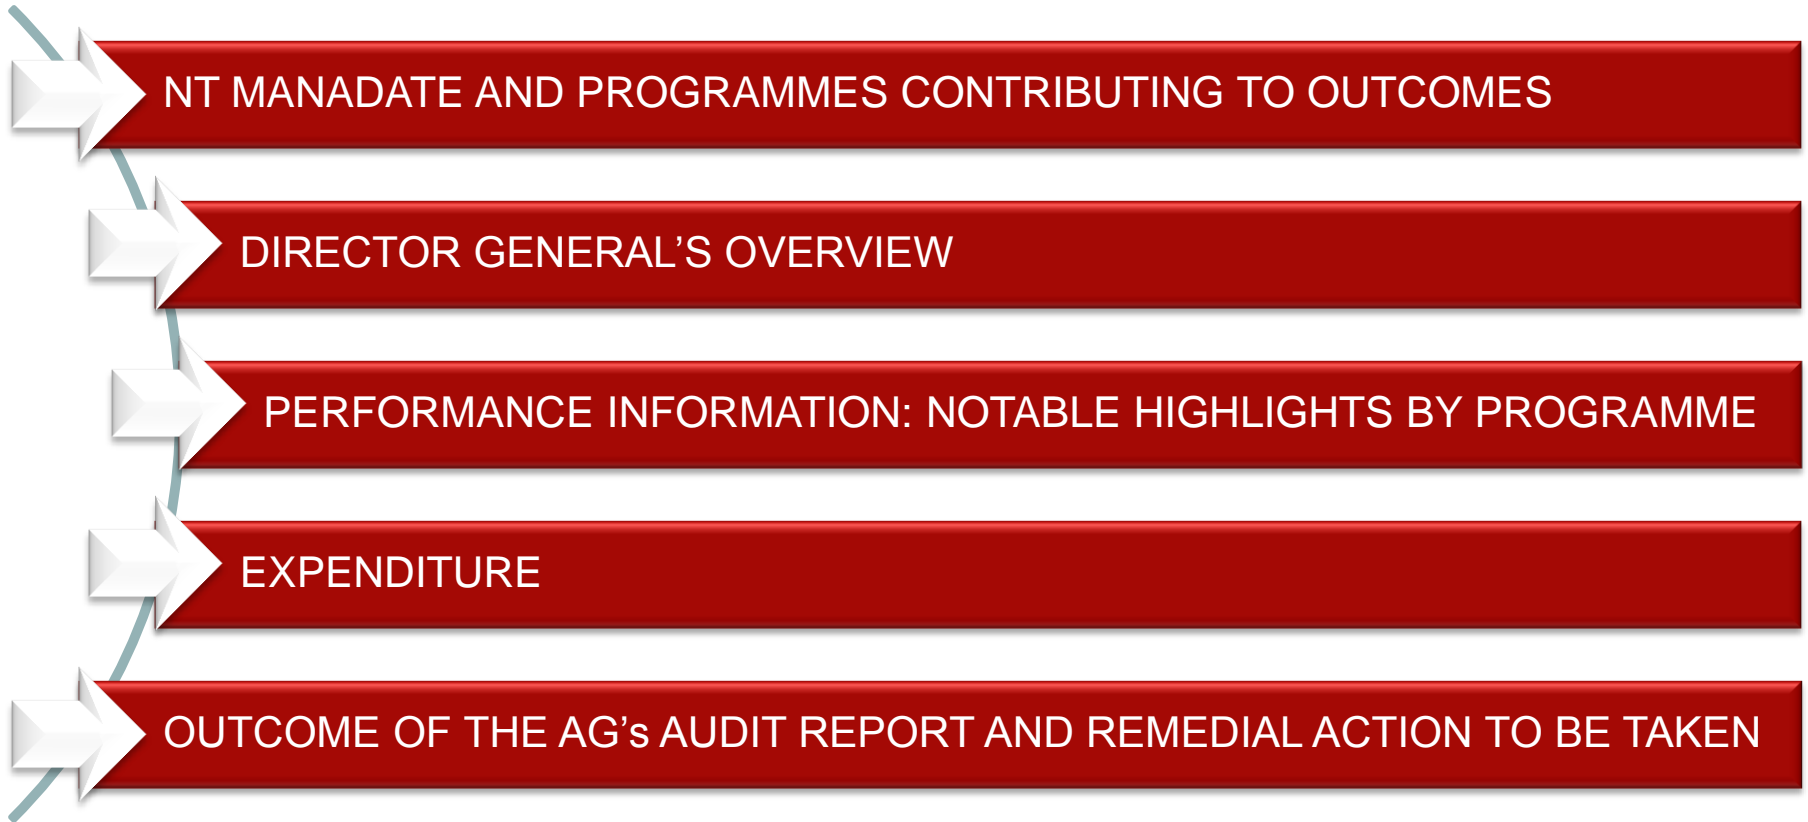 NT MANADATE AND PROGRAMMES CONTRIBUTING TO OUTCOMES
DIRECTOR GENERAL’S OVERVIEW
PERFORMANCE INFORMATION: NOTABLE HIGHLIGHTS BY PROGRAMME
EXPENDITURE
OUTCOME OF THE AG’s AUDIT REPORT AND REMEDIAL ACTION TO BE TAKEN